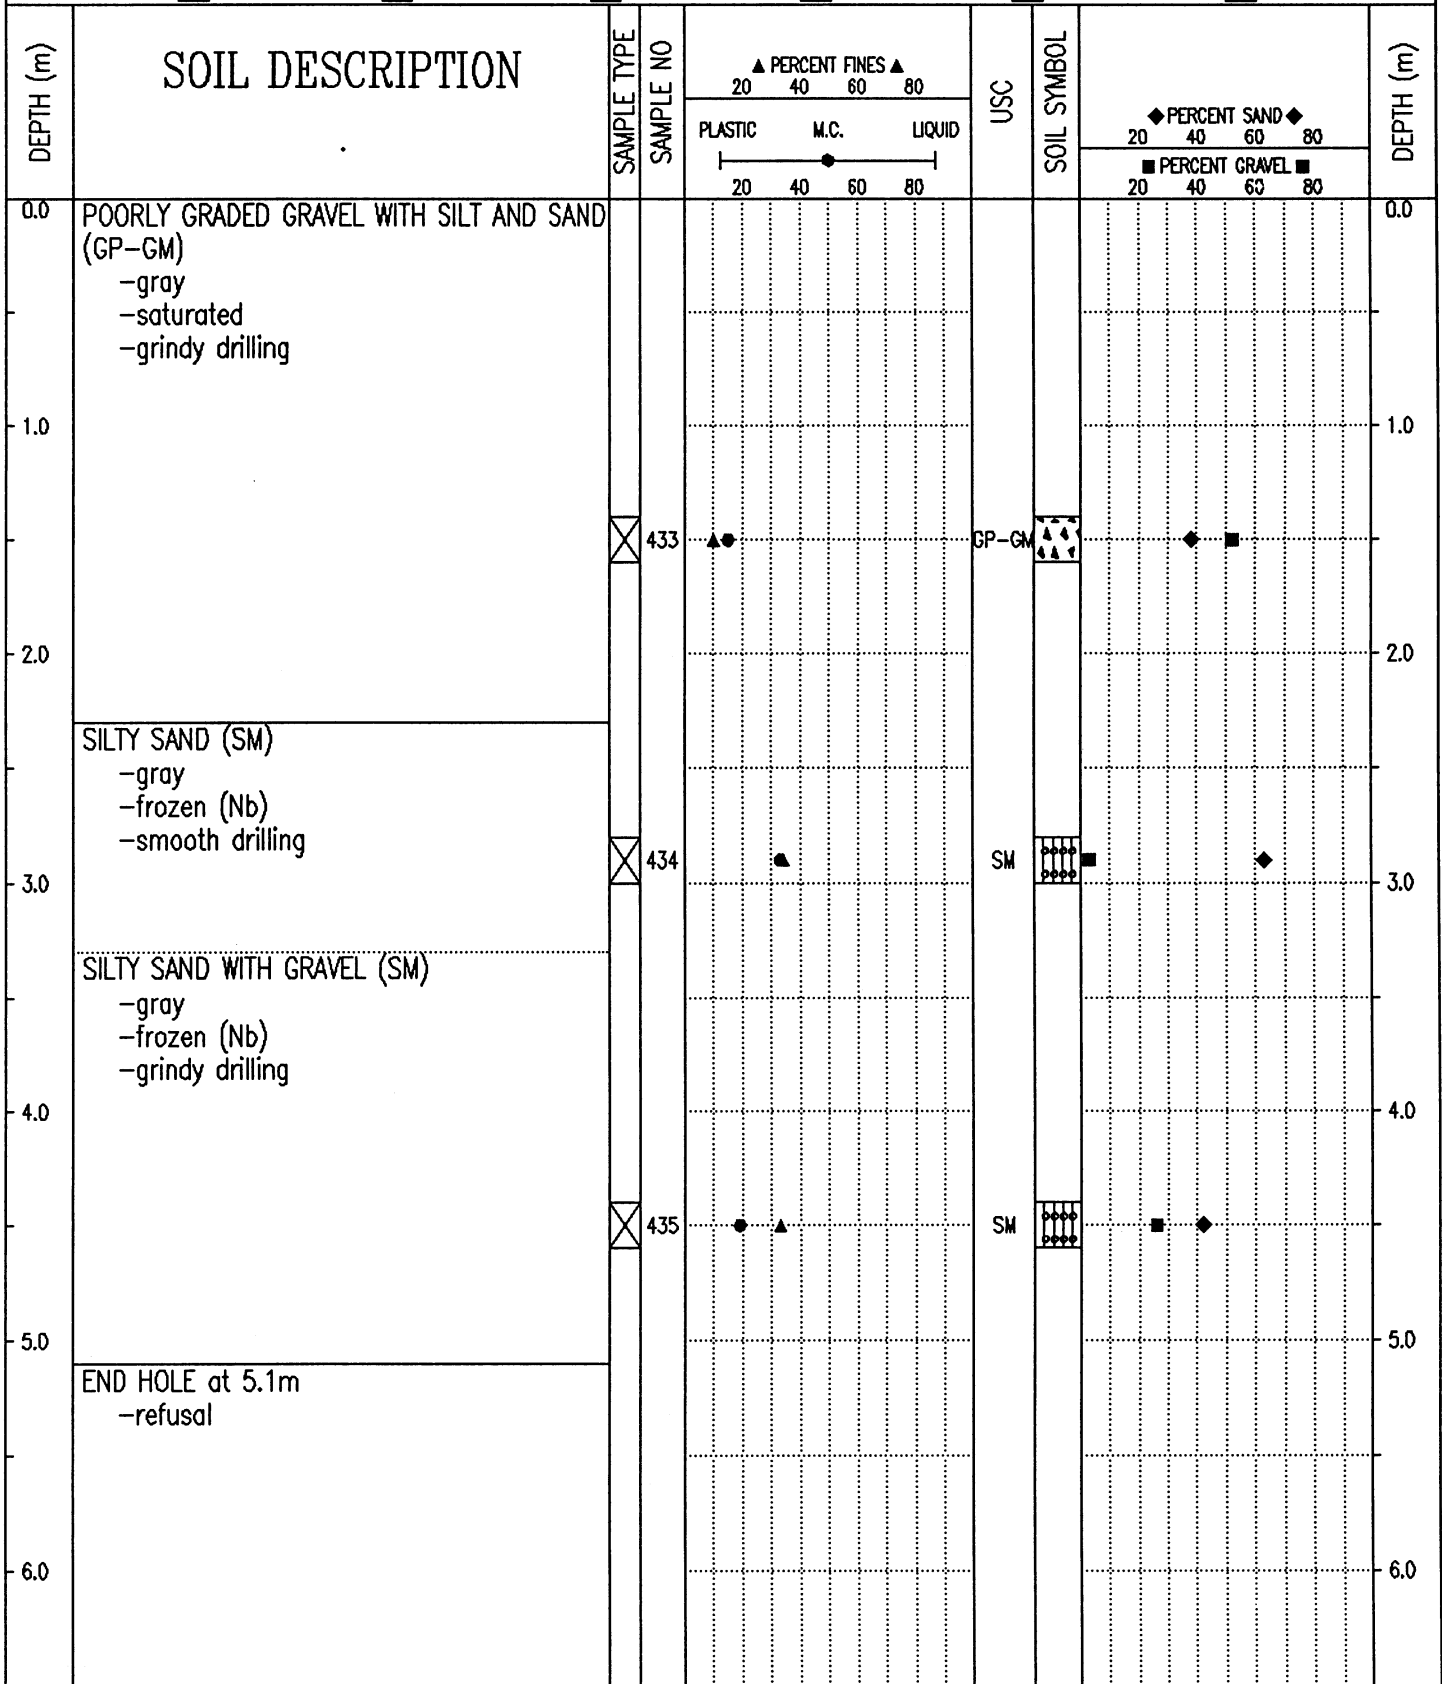 DEPTH (m)
SOIL DESCRIPTION
SAMPLE TYPE
SAMPLE NO
▲ PERCENT FINES ▲
20 40 60 80
PLASTIC M.C. LIQUID
20 40 60 80
USC
SOIL SYMBOL
◆ PERCENT SAND ◆
20 40 60 80
■ PERCENT GRAVEL ■
20 40 60 80
DEPTH (m)
0.0 POORLY GRADED GRAVEL WITH SILT AND SAND 0.0
(GP-GM)
-gray
-saturated
-grindy drilling
1.0 1.0
433 GP-GM
2.0 2.0
SILTY SAND (SM)
-gray
-frozen (Nb)
-smooth drilling
434 SM
3.0 3.0
SILTY SAND WITH GRAVEL (SM)
-gray
-frozen (Nb)
-grindy drilling
4.0 4.0
435 SM
5.0 5.0
END HOLE at 5.1m
-refusal
6.0 6.0